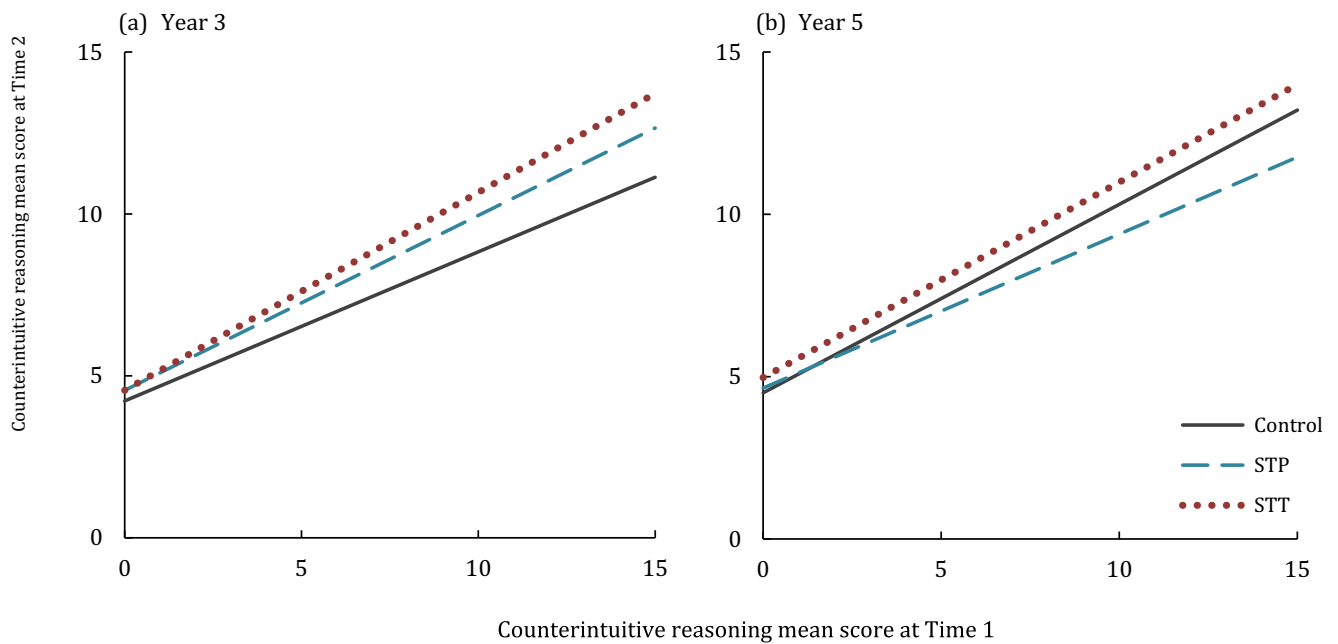 (a) Year 3
Counterintuitive reasoning mean score at Time 2
15
10
5
0
0 5 10 15
(b) Year 5
15
10
5
0
0 5 10 15
Control
STP
STT
Counterintuitive reasoning mean score at Time 1